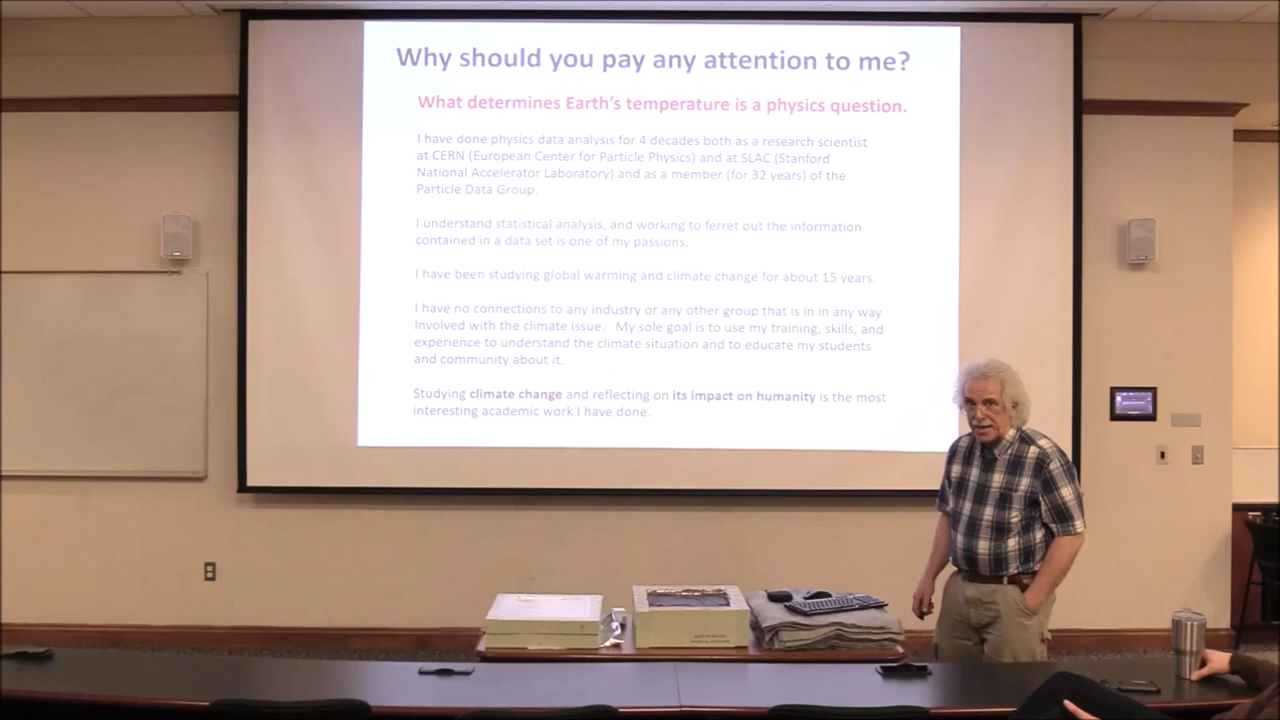 Why should you pay any attention to me?
What determines Earth's temperature is a physics question.
I have done physics data analysis for 4 decades both as a research scientist
at CERN (European Center for Particle Physics) and at SLAC (Stanford
National Accelerator Laboratory) and as a member (for 32 years) of the
Particle Data Group.
I understand statistical analysis, and working to ferret out the information
contained in a data set is one of my passions.
I have been studying global warming and climate change for about 15 years.
I have no connections to any industry or any other group that is in in any way
Involved with the climate issue. My sole goal is to use my training, skills, and
experience to understand the climate situation and to educate my students
and community about it.
Studying climate change and reflecting on its impact on humanity is the most
interesting academic work I have done.